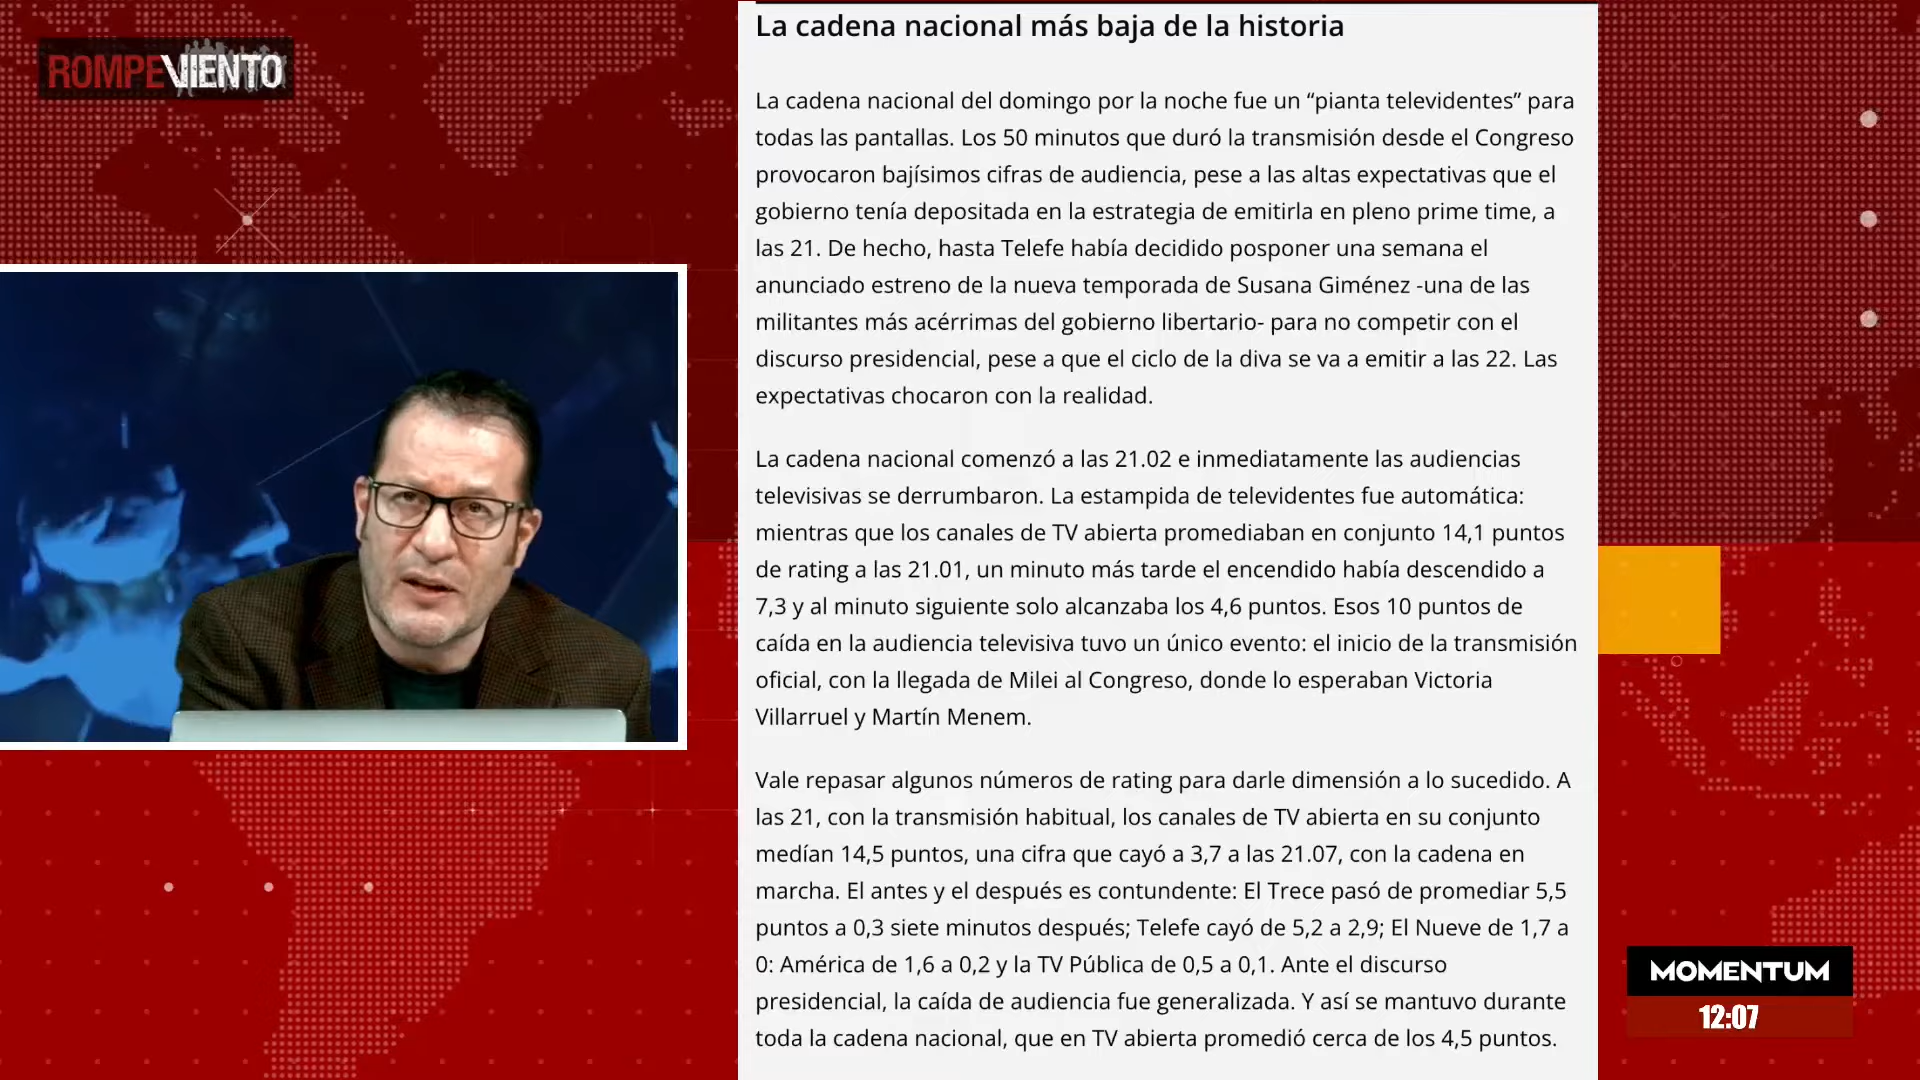 ROMPEVIENTO
La cadena nacional más baja de la historia
La cadena nacional del domingo por la noche fue un “pianta televidentes” para
todas las pantallas. Los 50 minutos que duró la transmisión desde el Congreso
provocaron bajísimos cifras de audiencia, pese a las altas expectativas que el
gobierno tenía depositada en la estrategia de emitirla en pleno prime time, a
las 21. De hecho, hasta Telefe había decidido posponer una semana el
anunciado estreno de la nueva temporada de Susana Giménez -una de las
militantes más acérrimas del gobierno libertario- para no competir con el
discurso presidencial, pese a que el ciclo de la diva se va a emitir a las 22. Las
expectativas chocaron con la realidad.
La cadena nacional comenzó a las 21.02 e inmediatamente las audiencias
televisivas se derrumbaron. La estampida de televidentes fue automática:
mientras que los canales de TV abierta promediaban en conjunto 14,1 puntos
de rating a las 21.01, un minuto más tarde el encendido había descendido a
7,3 y al minuto siguiente solo alcanzaba los 4,6 puntos. Esos 10 puntos de
caída en la audiencia televisiva tuvo un único evento: el inicio de la transmisión
oficial, con la llegada de Milei al Congreso, donde lo esperaban Victoria
Villarruel y Martín Menem.
Vale repasar algunos números de rating para darle dimensión a lo sucedido. A
las 21, con la transmisión habitual, los canales de TV abierta en su conjunto
medían 14,5 puntos, una cifra que cayó a 3,7 a las 21.07, con la cadena en
marcha. El antes y el después es contundente: El Trece pasó de promediar 5,5
puntos a 0,3 siete minutos después; Telefe cayó de 5,2 a 2,9; El Nueve de 1,7 a
0: América de 1,6 a 0,2 y la TV Pública de 0,5 a 0,1. Ante el discurso
presidencial, la caída de audiencia fue generalizada. Y así se mantuvo durante
toda la cadena nacional, que en TV abierta promedió cerca de los 4,5 puntos.
MOMENTUM
12:07